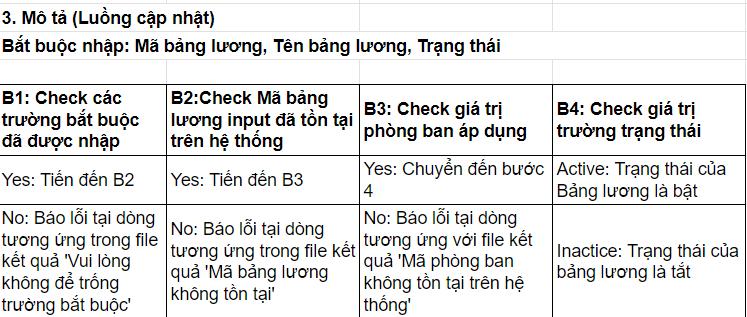 3. Mô tả (Luồng cập nhật)
Bắt buộc nhập: Mã bảng lương, Tên bảng lương, Trạng thái
B1: Check các
trường bắt buộc
đã được nhập
B2:Check Mã bảng
lương input đã tồn tại
trên hệ thống
B3: Check giá trị
phòng ban áp dụng
B4: Check giá trị
trường trạng thái
Yes: Tiến đến B2
Yes: Tiến đến B3
Yes: Chuyển đến bước
4
Active: Trạng thái của
Bảng lương là bật
No: Báo lỗi tại dòng
tương ứng trong file
kết quả 'Vui lòng
không để trống
trường bắt buộc'
No: Báo lỗi tại dòng
tương ứng trong file kết
quả 'Mã bảng lương
không tồn tại'
No: Báo lỗi tại dòng
tương ứng với file kết
quả 'Mã phòng ban
không tồn tại trên hệ
thống'
Inactice: Trạng thái của
bảng lương là tắt